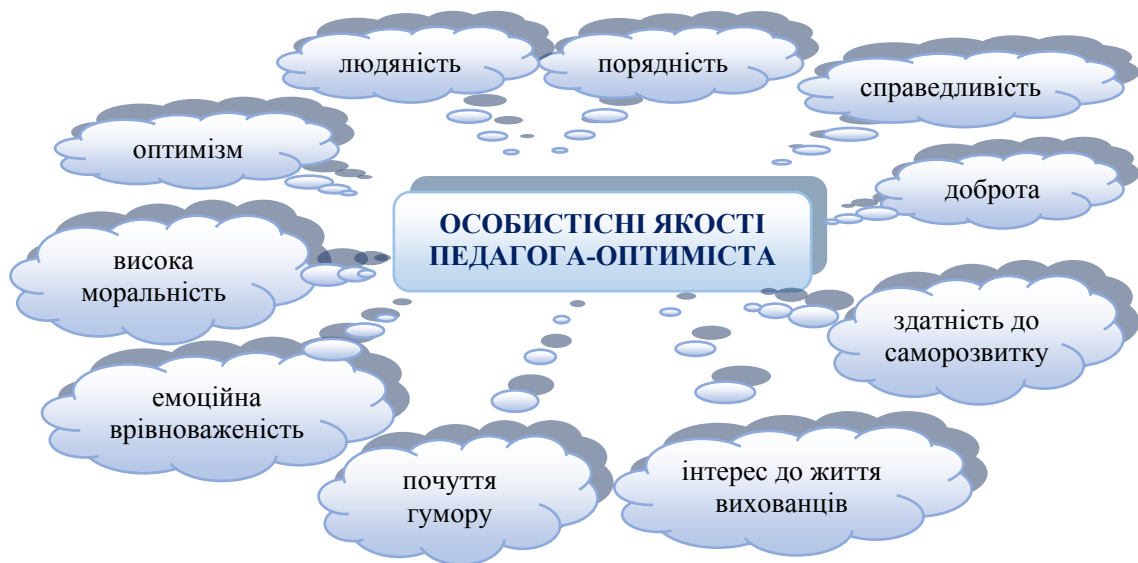 людяність
порядність
справедливість
оптимізм
доброта
ОСОБИСТІСНІ ЯКОСТІ
ПЕДАГОГА-ОПТИМІСТА
висока
моральність
здатність до
саморозвитку
емоційна
врівноваженість
почуття
гумору
інтерес до життя
вихованців